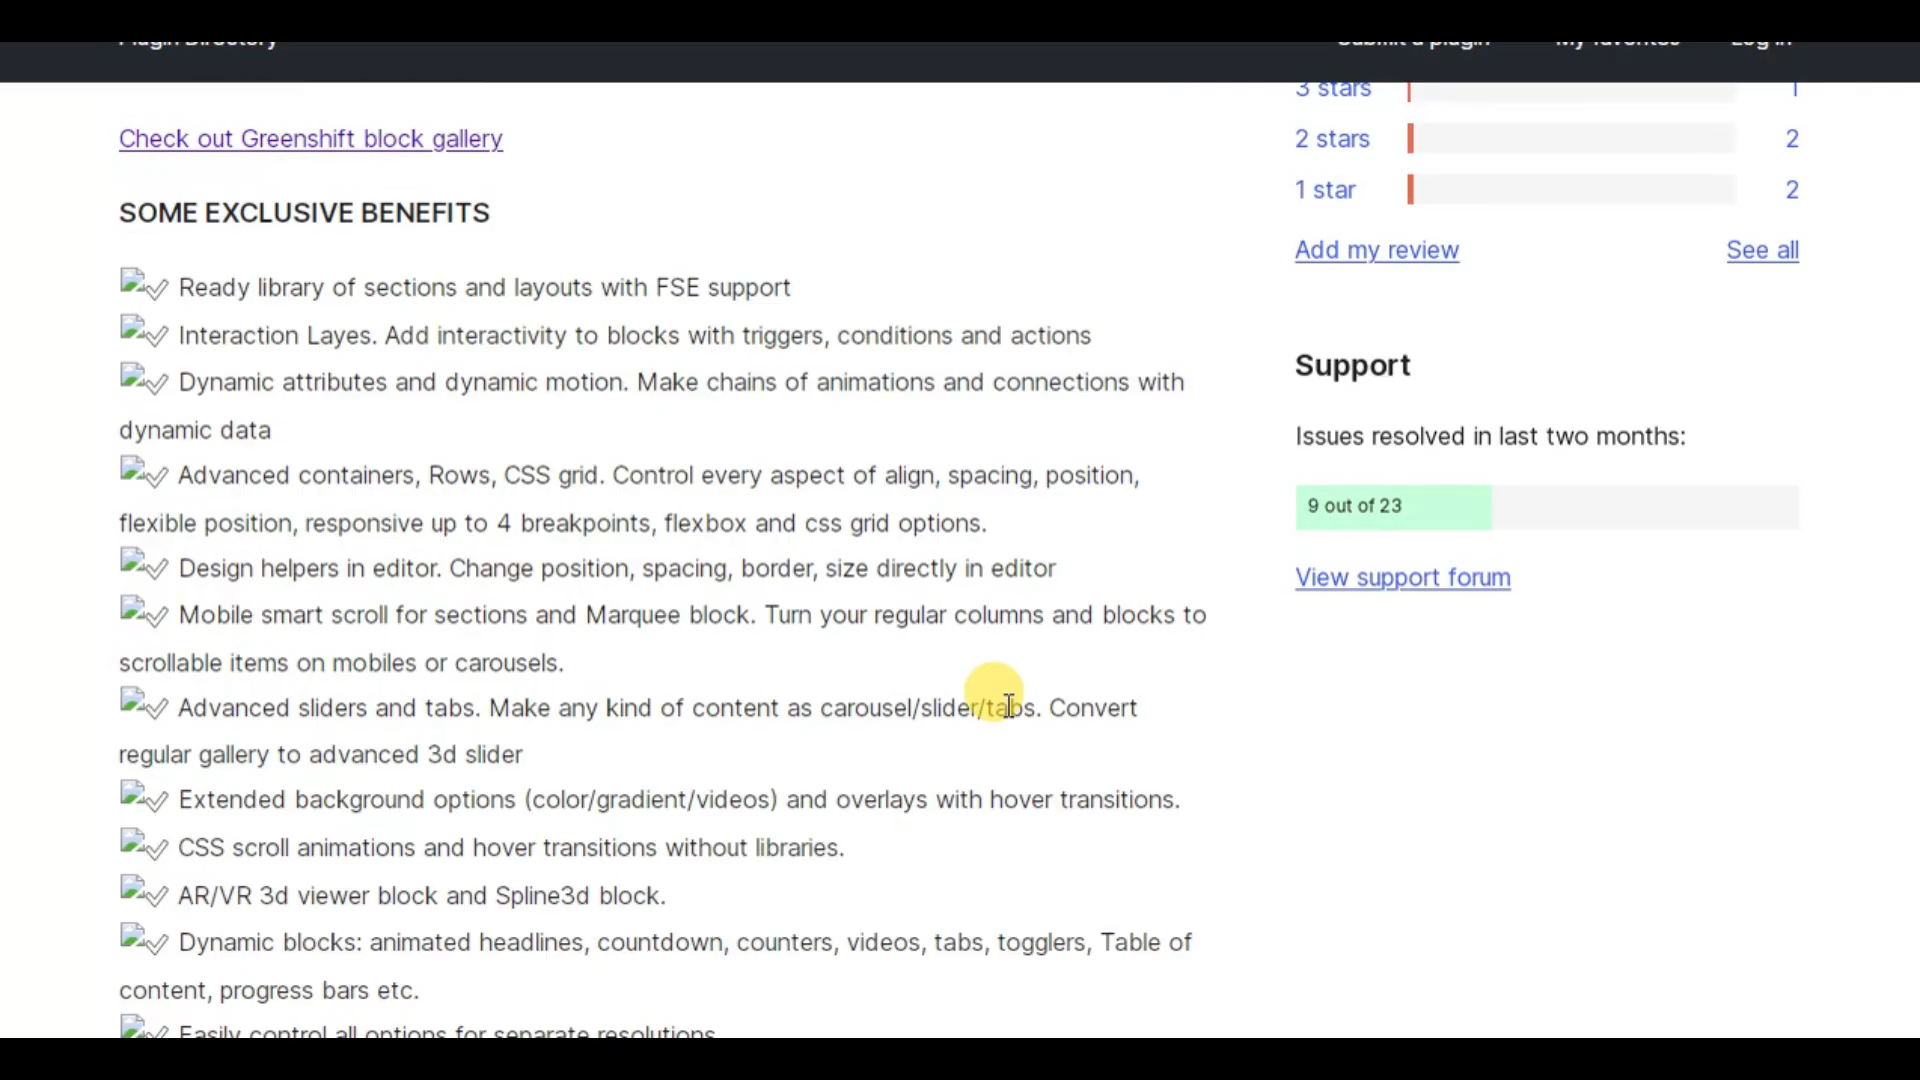 Plugin Directory
Submit a plugin
My favorites
Log in
Check out Greenshift block gallery
SOME EXCLUSIVE BENEFITS
Ready library of sections and layouts with FSE support
Interaction Layes. Add interactivity to blocks with triggers, conditions and actions
Dynamic attributes and dynamic motion. Make chains of animations and connections with
dynamic data
Advanced containers, Rows, CSS grid. Control every aspect of align, spacing, position,
flexible position, responsive up to 4 breakpoints, flexbox and css grid options.
Design helpers in editor. Change position, spacing, border, size directly in editor
Mobile smart scroll for sections and Marquee block. Turn your regular columns and blocks to
scrollable items on mobiles or carousels.
Advanced sliders and tabs. Make any kind of content as carousel/slider/tabs. Convert
regular gallery to advanced 3d slider
Extended background options (color/gradient/videos) and overlays with hover transitions.
CSS scroll animations and hover transitions without libraries.
AR/VR 3d viewer block and Spline3d block.
Dynamic blocks: animated headlines, countdown, counters, videos, tabs, togglers, Table of
content, progress bars etc.
Easily control all options for separate resolutions
3 stars 1
2 stars 2
1 star 2
Add my review See all
Support
Issues resolved in last two months:
9 out of 23
View support forum